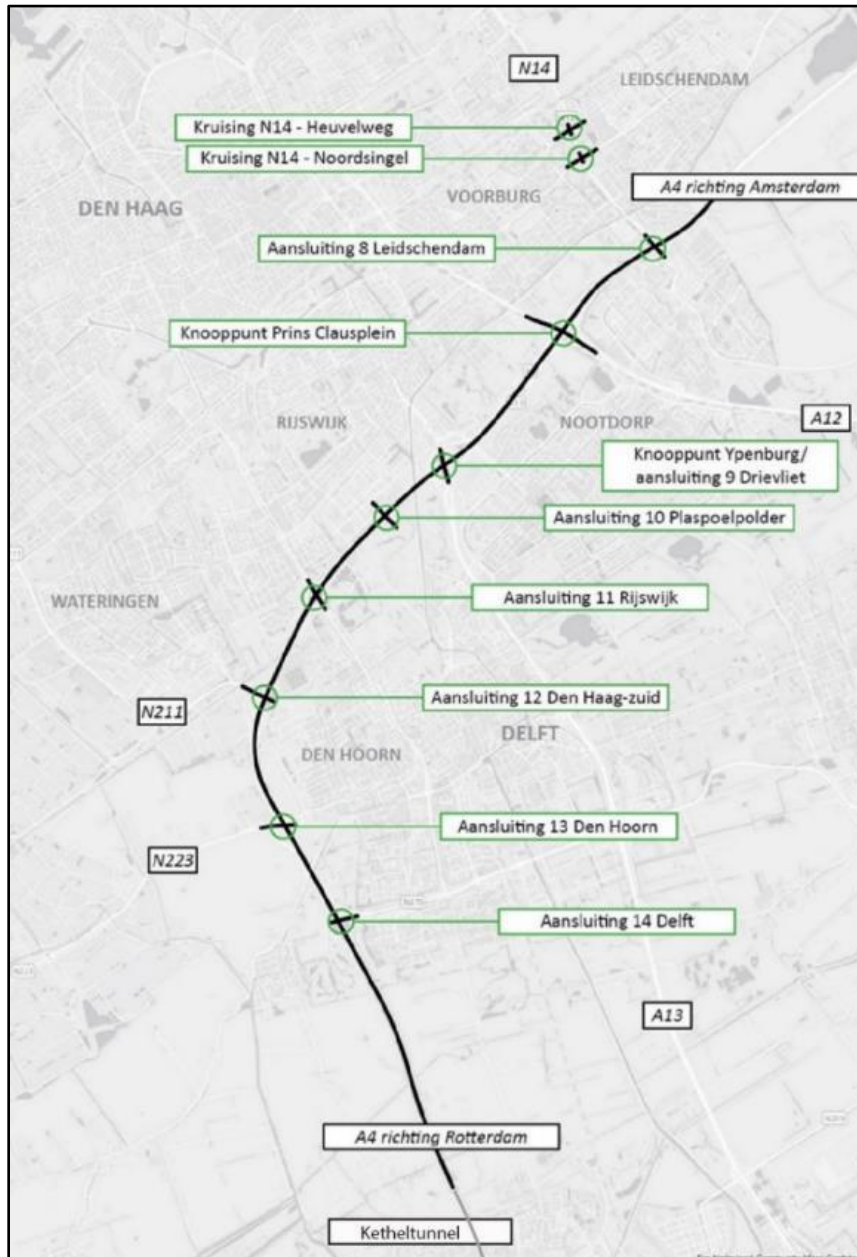 N14
LEIDSCHENDAM
Kruising N14 - Heuvelweg
Kruising N14 - Noordsingel
A4 richting Amsterdam
VOORBURG
DEN HAAG
Aansluiting 8 Leidschendam
Knooppunt Prins Clausplein
RIJSWIJK
NOOTDORP
A12
Knooppunt Ypenburg/
aansluiting 9 Drievliet
Aansluiting 10 Plaspoelpolder
WATERINGEN
Aansluiting 11 Rijswijk
Aansluiting 12 Den Haag-zuid
N211
DELFT
DEN HOORN
Aansluiting 13 Den Hoorn
N223
Aansluiting 14 Delft
A13
A4 richting Rotterdam
Ketheltunnel